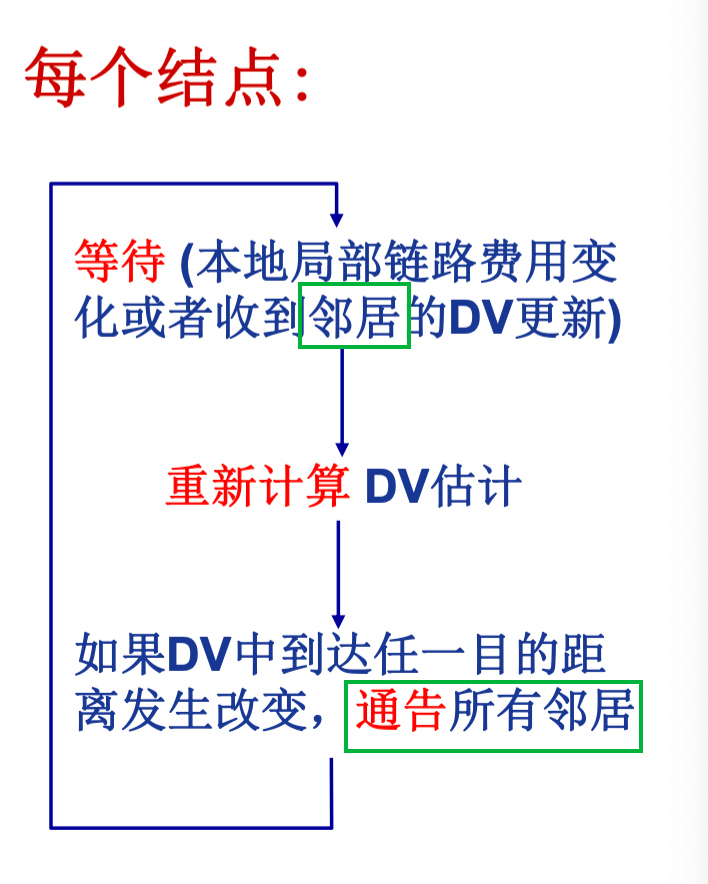 每个结点:
等待 (本地局部链路费用变
化或者收到邻居的DV更新)
重新计算 DV估计
如果DV中到达任一目的距
离发生改变，通告所有邻居